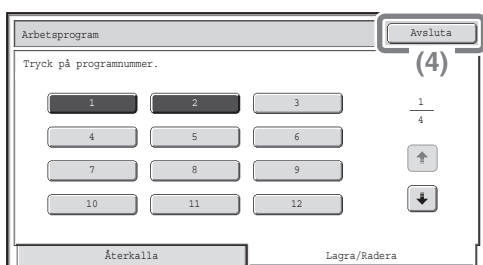 Arbetsprogram
Avsluta
(4)
Tryck på programnummer.
1 2 3
1
4
4 5 6
7 8 9
10 11 12
Återkalla Lagra/Radera